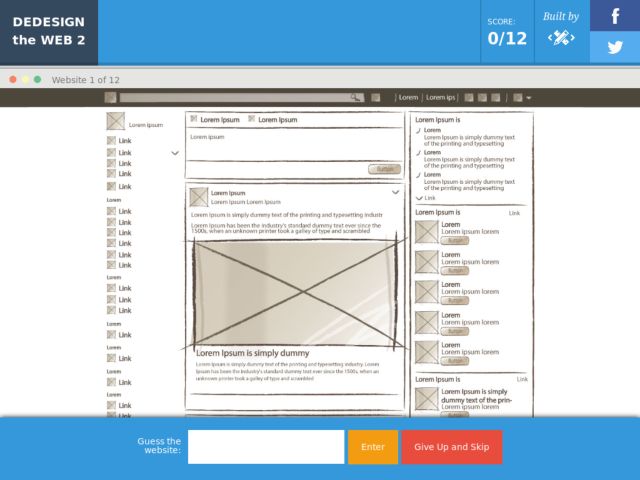 DEDESIGN
the WEB 2
SCORE:
0/12
Built by
Website 1 of 12
Lorem
Lorem ips
Lorem ipsum
Link
Link
Link
Link
Link
Lorem
Link
Link
Link
Link
Link
Lorem
Link
Link
Link
Lorem
Link
Lorem
Link
Lorem
Link
Link
Lorem Ipsum
Lorem Ipsum
Lorem ipsum
Button
Lorem Ipsum
Lorem Ipsum Lorem Ipsum
Lorem Ipsum is simply dummy text of the printing and typesetting industr
Lorem Ipsum has been the industry's standard dummy text ever since the
1500s, when an unknown printer took a galley of type and scrambled
Lorem Ipsum is simply dummy
Lorem Ipsum is simply dummy text of the printing and typesetting industry. Lorem
Ipsum has been the industry's standard dummy text ever since the 1500s, when an
unknown printer took a galley of type and scrambled
Lorem Ipsum is
Lorem
Lorem Ipsum is simply dummy text
of the printing and typesetting
Lorem
Lorem Ipsum is simply dummy text
of the printing and typesetting
Lorem
Lorem Ipsum is simply dummy text
of the printing and typesetting
Link
Lorem Ipsum is
Link
Lorem
Lorem ipsum lorem
Button
Lorem
Lorem ipsum lorem
Button
Lorem
Lorem ipsum lorem
Button
Lorem
Lorem ipsum lorem
Button
Lorem
Lorem ipsum lorem
Button
Lorem Ipsum is
Link
Lorem Ipsum is simply
dummy text of the prin-
Guess the
website:
Enter
Give Up and Skip